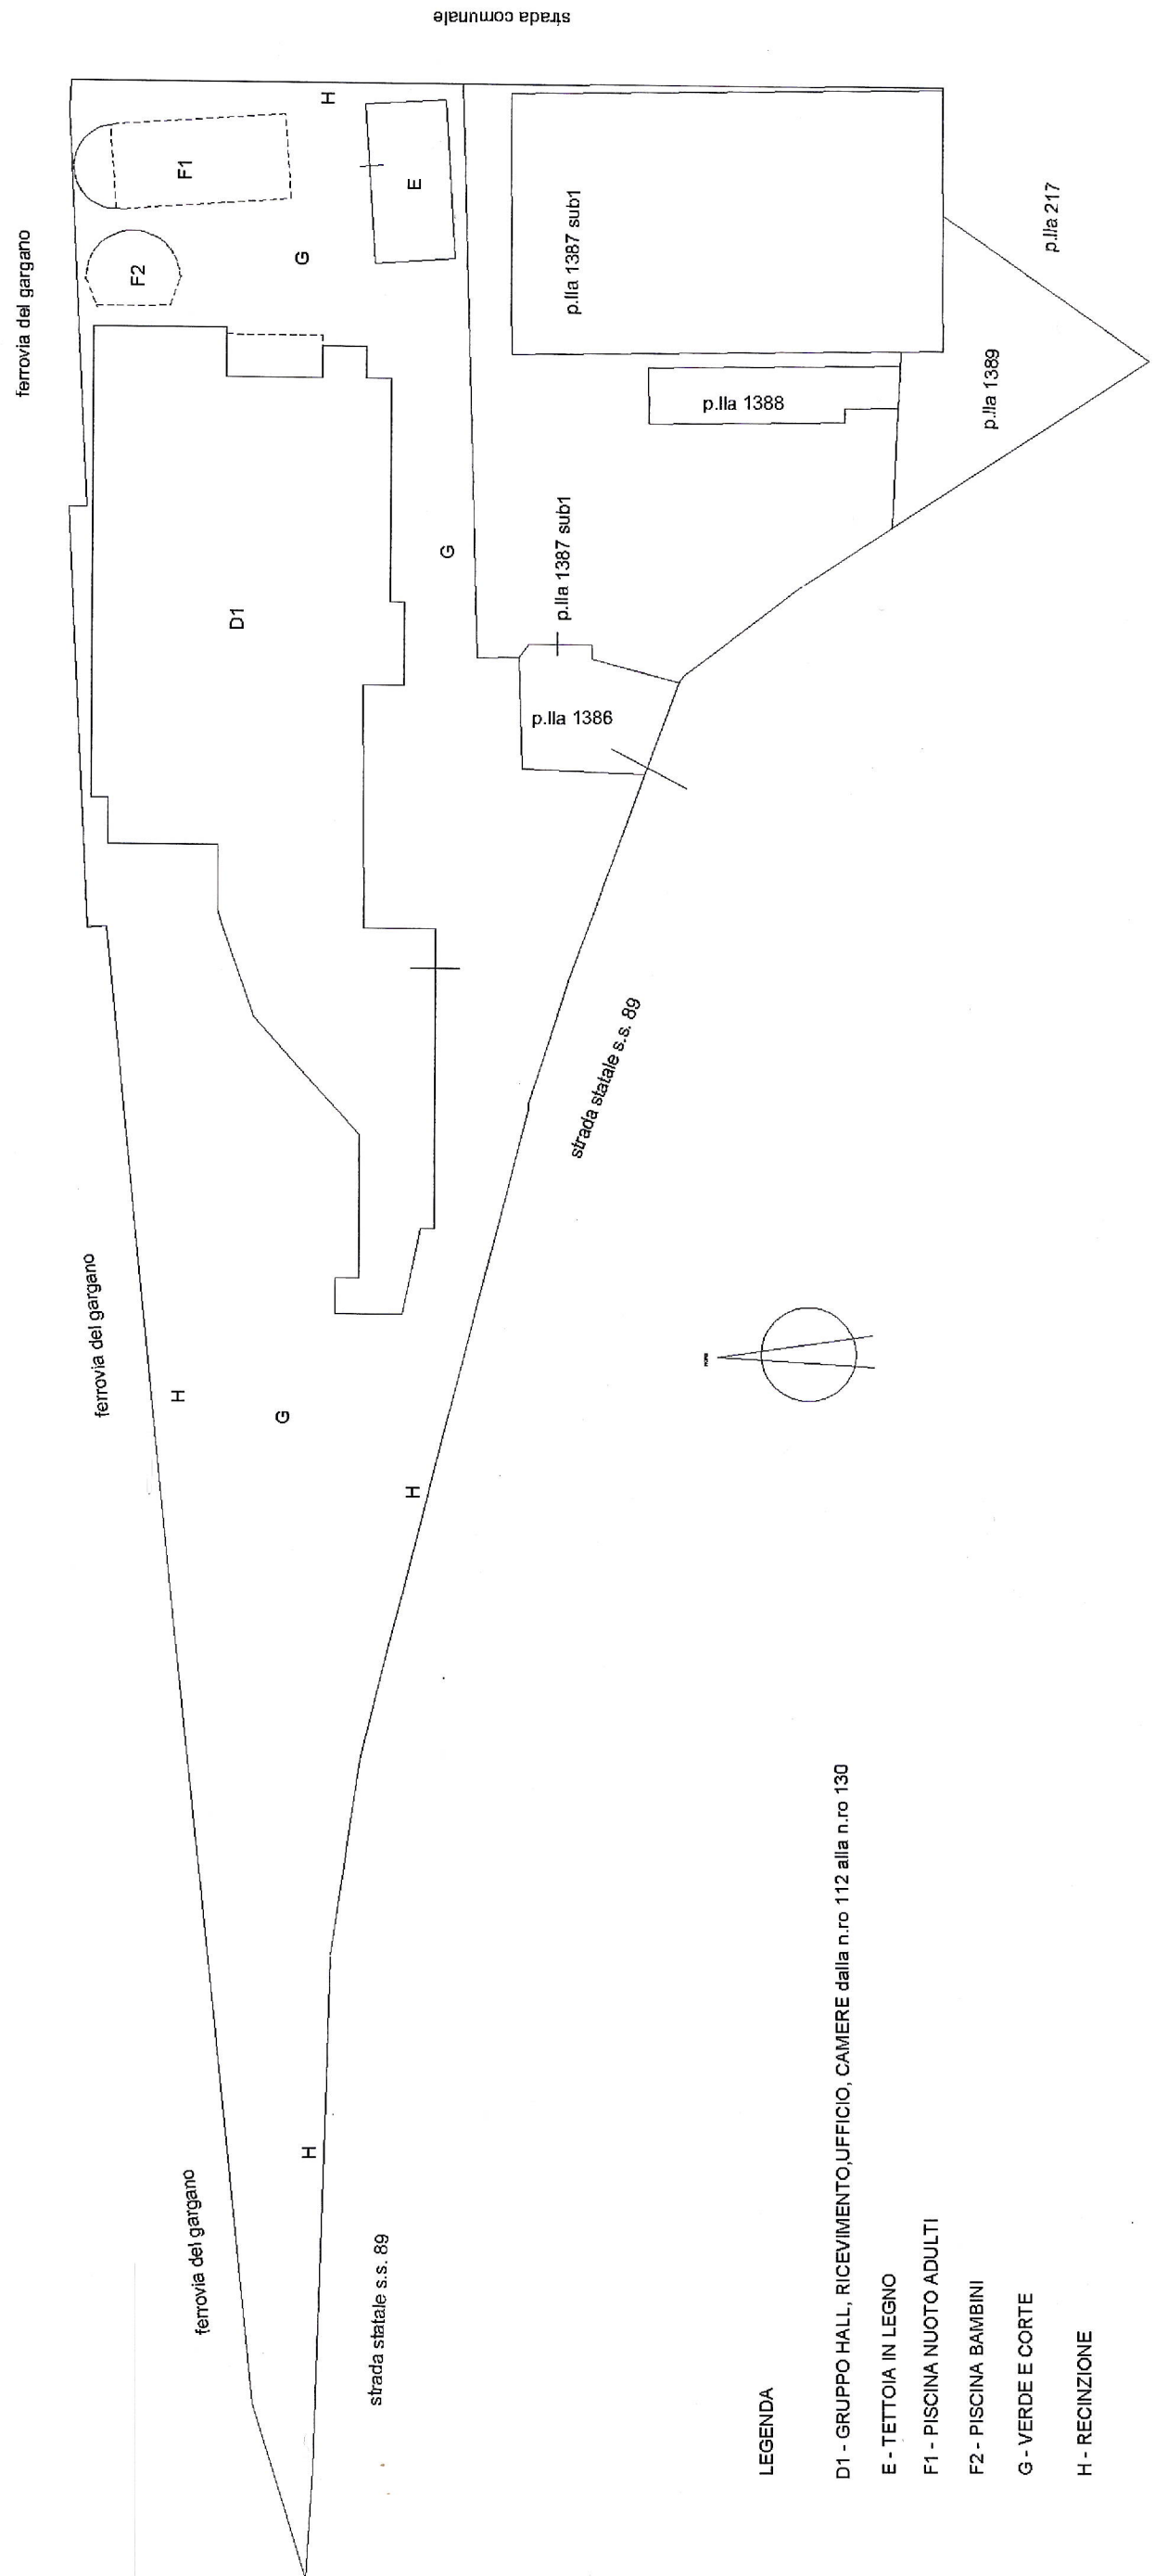 strada comunale
ferrovia del gargano
F1
H
E
F2
G
p.lla 1387 sub1
p.lla 217
p.lla 1388
p.lla 1389
D1
G
p.lla 1387 sub1
p.lla 1386
strada statale s.s. 89
ferrovia del gargano
H
G
H
ferrovia del gargano
H
strada statale s.s. 89
LEGENDA
D1 - GRUPPO HALL, RICEVIMENTO,UFFICIO, CAMERE dalla n.ro 112 alla n.ro 130
E - TETTOIA IN LEGNO
F1 - PISCINA NUOTO ADULTI
F2 - PISCINA BAMBINI
G - VERDE E CORTE
H - RECINZIONE